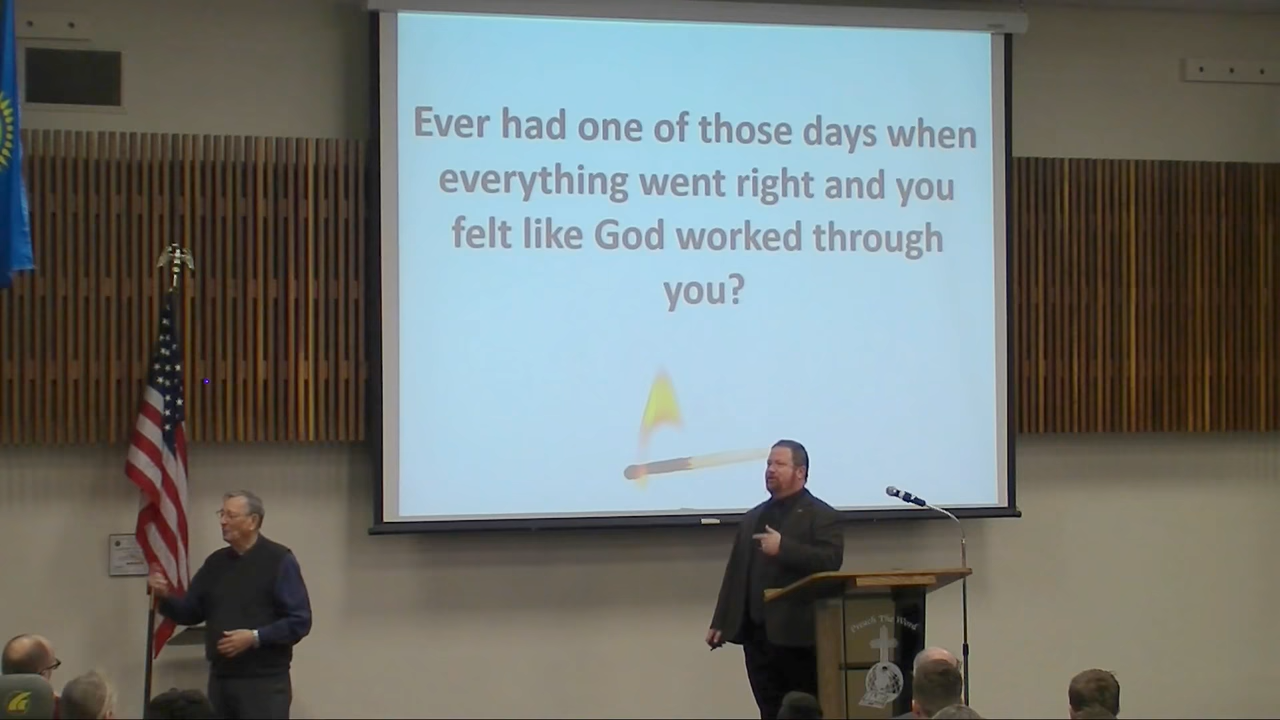 Ever had one of those days when
everything went right and you
felt like God worked through
you?
Preach The Word